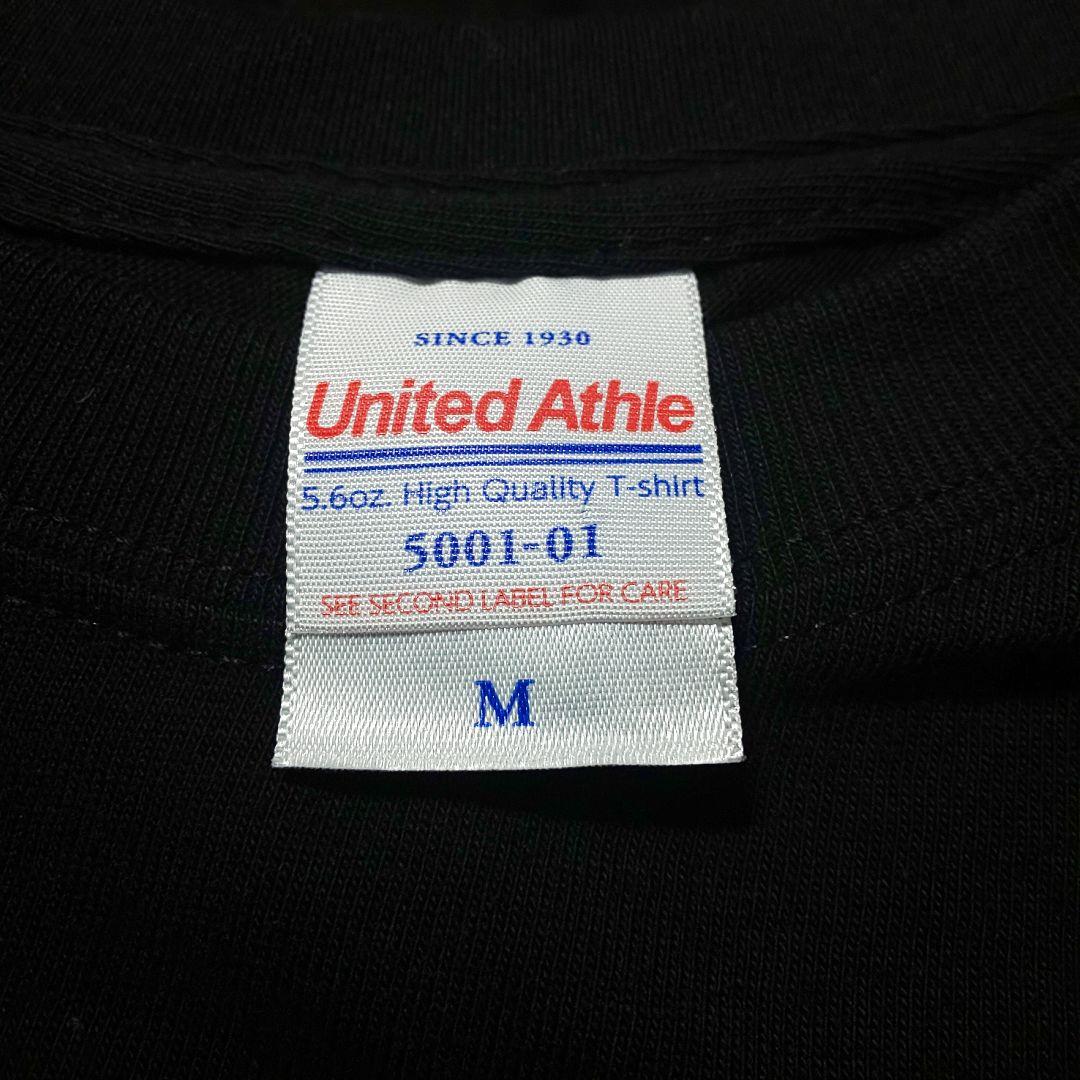 SINCE 1930
United Athle
5.6oz. High Quality T-shirt
5001-01
SEE SECOND LABEL FOR CARE
M